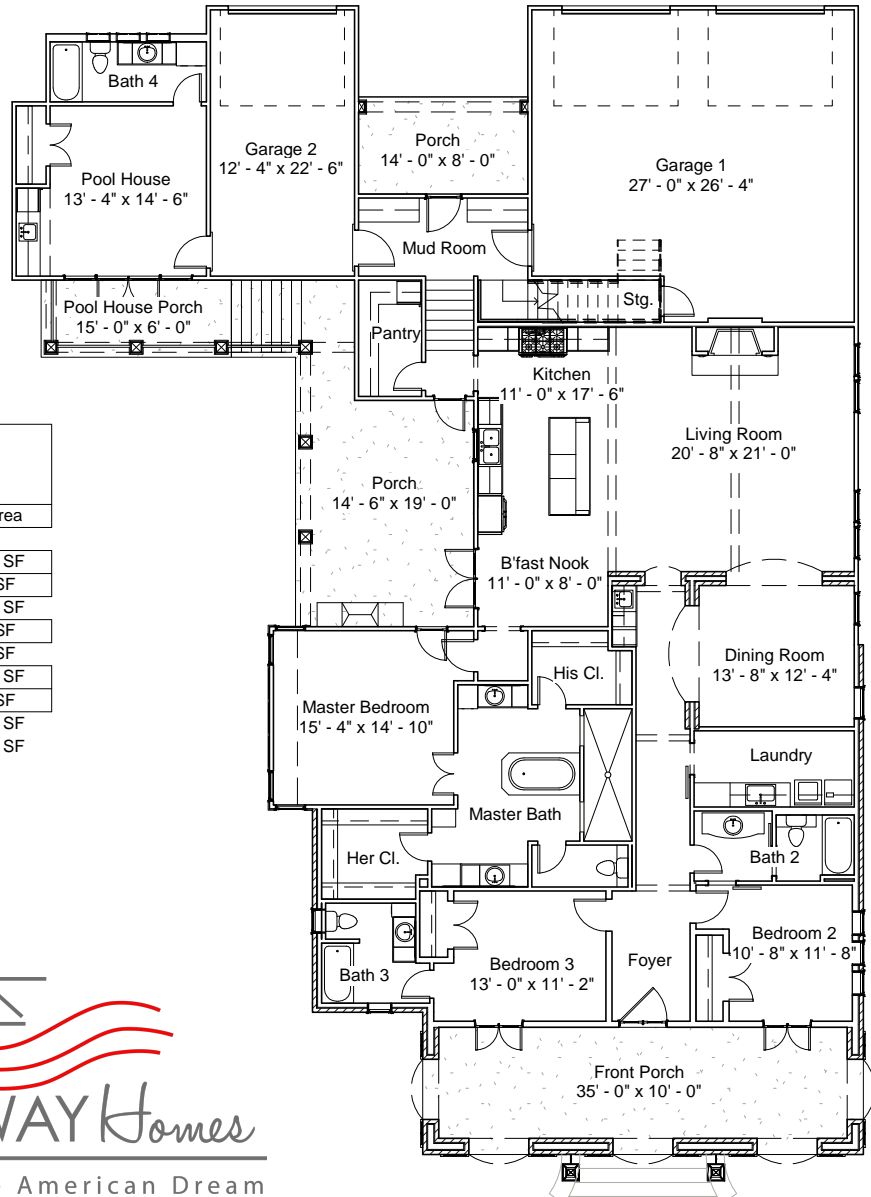 Bath 4
Garage 2
12' - 4" x 22' - 6"
Porch
14' - 0" x 8' - 0"
Garage 1
27' - 0" x 26' - 4"
Pool House
13' - 4" x 14' - 6"
Mud Room
Pool House Porch
15' - 0" x 6' - 0"
Stg.
Pantry
Kitchen
11' - 0" x 17' - 6"
Living Room
20' - 8" x 21' - 0"
Porch
14' - 6" x 19' - 0"
B'fast Nook
11' - 0" x 8' - 0"
SF
SF
SF
SF
SF
SF
SF
SF
SF
His Cl.
Dining Room
13' - 8" x 12' - 4"
Master Bedroom
15' - 4" x 14' - 10"
Laundry
Master Bath
Her Cl.
Bath 2
Bath 3
Bedroom 3
13' - 0" x 11' - 2"
Foyer
Bedroom 2
10' - 8" x 11' - 8"
Front Porch
35' - 0" x 10' - 0"
Homes
American Dream